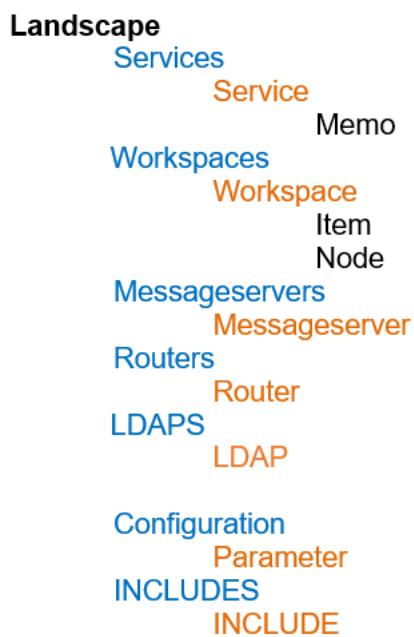 Landscape
Services
Service
Memo
Workspaces
Workspace
Item
Node
Messageservers
Messageserver
Routers
Router
LDAPS
LDAP
Configuration
Parameter
INCLUDES
INCLUDE